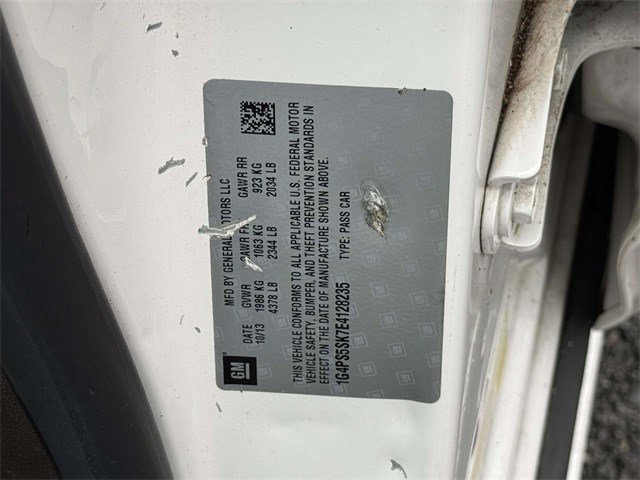 GM
MFD BY GENERAL MOTORS LLC
DATE GVWR GAWR FR GAWR RR
10/13 1986 KG 1063 KG 923 KG
4378 LB 2344 LB 2034 LB
THIS VEHICLE CONFORMS TO ALL APPLICABLE U.S. FEDERAL MOTOR
VEHICLE SAFETY, BUMPER, AND THEFT PREVENTION STANDARDS IN
EFFECT ON THE DATE OF MANUFACTURE SHOWN ABOVE.
1G4PS5SK7E4128235 TYPE: PASS CAR